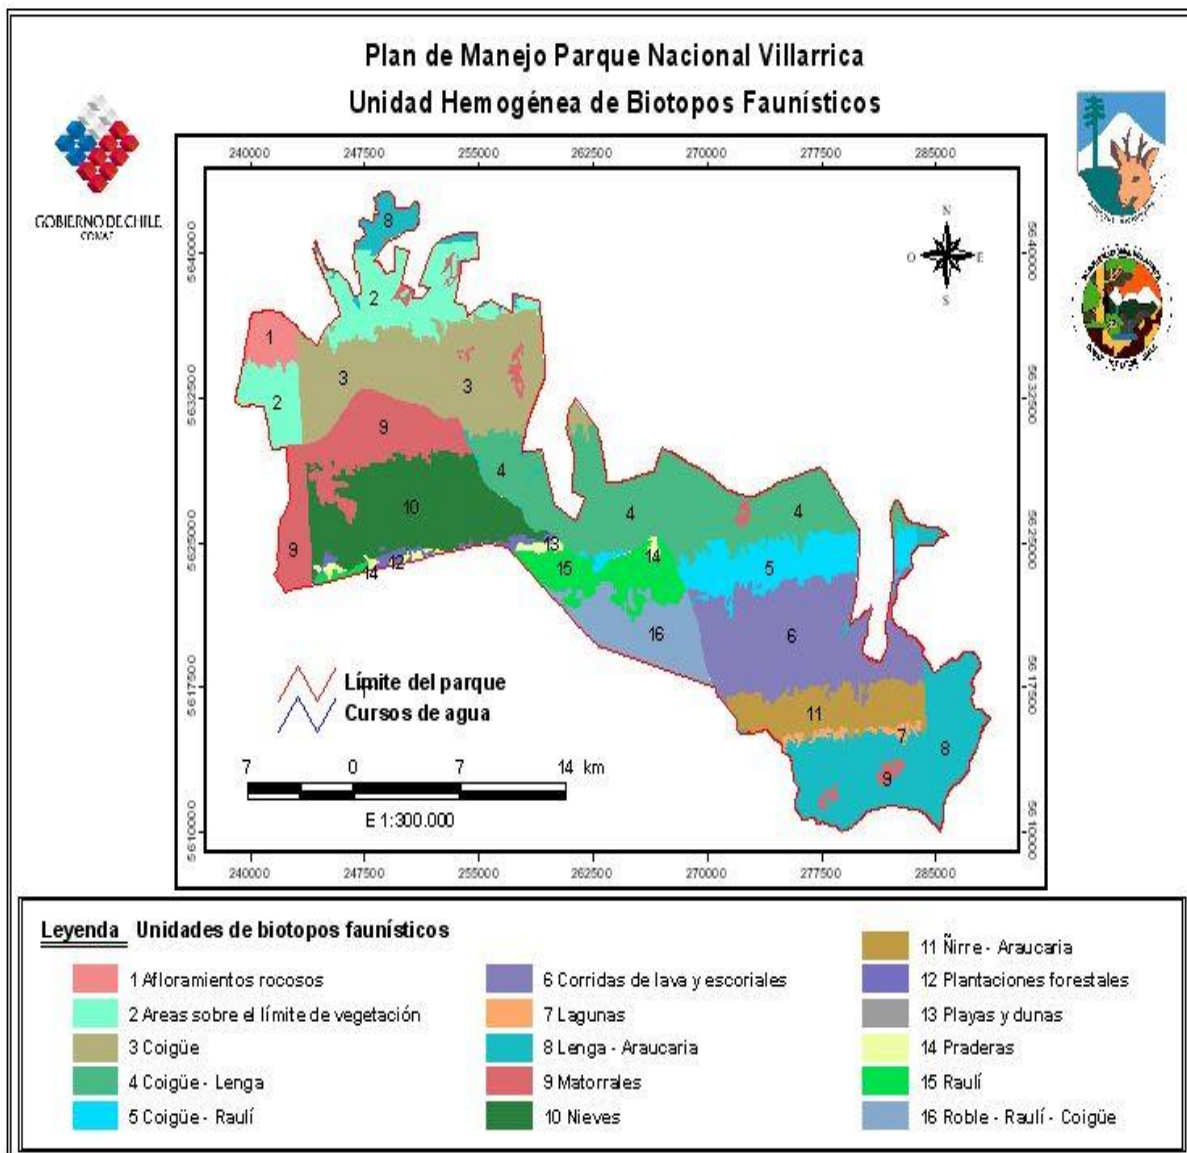 Plan de Manejo Parque Nacional Villarrica
Unidad Hemogénea de Biotopos Faunísticos
GOBIERNO DE CHILE
CONAF
240000 247500 255000 262500 270000 277500 285000
N
O E
S
5640000 5640000
5632500 5632500
5625000 5625000
5617500 5617500
5610000 5610000
8
2
1
3
3
2
9
4
10
4
4
9
13
14
12
14
15
5
16
6
11
7
8
9
Límite del parque
Cursos de agua
7 0 7 14 km
E 1:300.000
240000 247500 255000 262500 270000 277500 285000
Leyenda Unidades de biotopos faunísticos
1 Afloramientos rocosos
2 Areas sobre el límite de vegetación
3 Coigüe
4 Coigüe - Lenga
5 Coigüe - Raulí
6 Corridas de lava y escoriales
7 Lagunas
8 Lenga - Araucaria
9 Matorrales
10 Nieves
11 Ñirre - Araucaria
12 Plantaciones forestales
13 Playas y dunas
14 Praderas
15 Raulí
16 Roble - Raulí - Coigüe